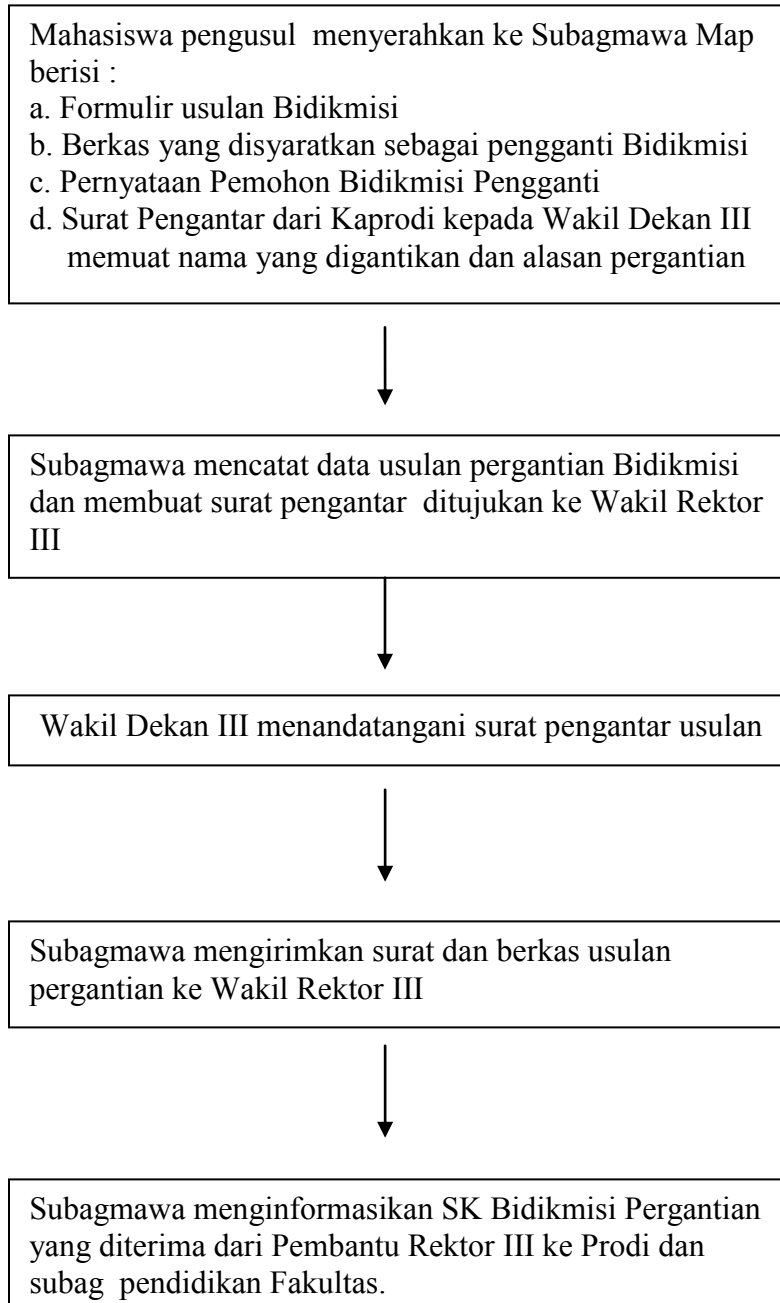 Mahasiswa pengusul menyerahkan ke Subagmawa Map
berisi :
a. Formulir usulan Bidikmisi
b. Berkas yang disyaratkan sebagai pengganti Bidikmisi
c. Pernyataan Pemohon Bidikmisi Pengganti
d. Surat Pengantar dari Kaprodi kepada Wakil Dekan III
memuat nama yang digantikan dan alasan pergantian
Subagmawa mencatat data usulan pergantian Bidikmisi
dan membuat surat pengantar ditujukan ke Wakil Rektor
III
Wakil Dekan III menandatangani surat pengantar usulan
Subagmawa mengirimkan surat dan berkas usulan
pergantian ke Wakil Rektor III
Subagmawa menginformasikan SK Bidikmisi Pergantian
yang diterima dari Pembantu Rektor III ke Prodi dan
subag pendidikan Fakultas.